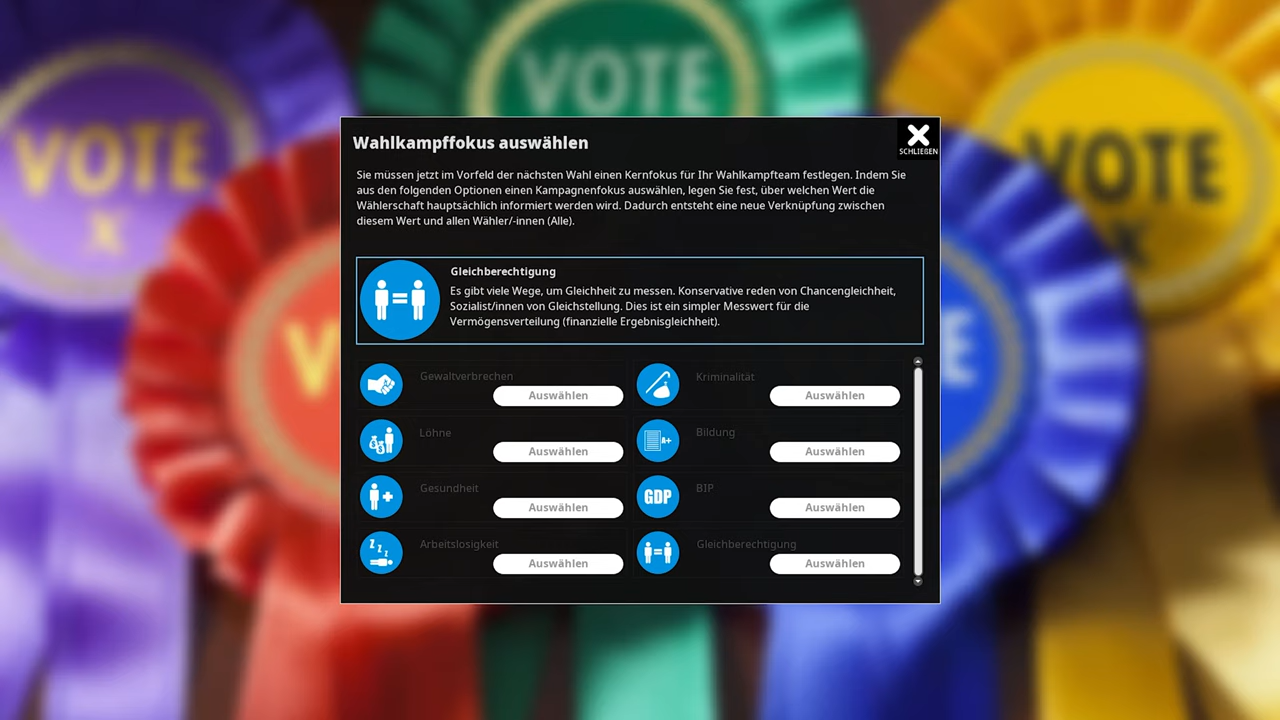 VOTE
VOTE
X
VOTE
Wahlkampffokus auswählen
SCHLIEẞEN
Sie müssen jetzt im Vorfeld der nächsten Wahl einen Kernfokus für Ihr Wahlkampfteam festlegen. Indem Sie
aus den folgenden Optionen einen Kampagnenfokus auswählen, legen Sie fest, über welchen Wert die
Wählerschaft hauptsächlich informiert werden wird. Dadurch entsteht eine neue Verknüpfung zwischen
diesem Wert und allen Wähler/-innen (Alle).
Gleichberechtigung
Es gibt viele Wege, um Gleichheit zu messen. Konservative reden von Chancengleichheit,
Sozialist/innen von Gleichstellung. Dies ist ein simpler Messwert für die
Vermögensverteilung (finanzielle Ergebnisgleichheit).
V
E
Gewaltverbrechen
Auswählen
Kriminalität
Auswählen
Löhne
Auswählen
A+
Bildung
Auswählen
Gesundheit
Auswählen
GDP
BIP
Auswählen
Z Z Z
Arbeitslosigkeit
Auswählen
Gleichberechtigung
Auswählen